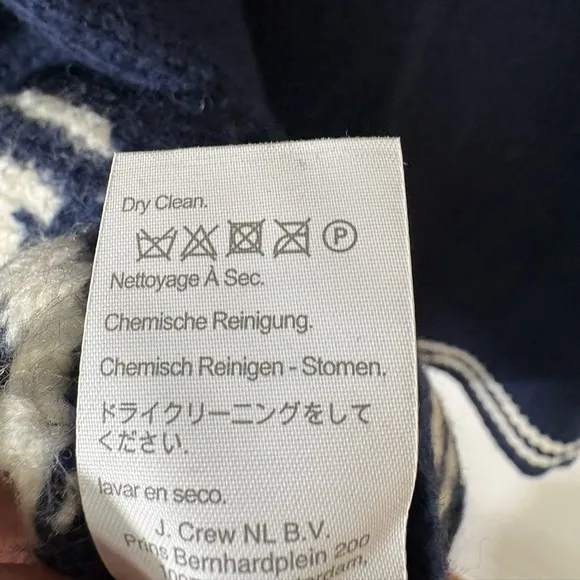 Dry Clean.
P
Nettoyage À Sec.
Chemische Reinigung.
Chemisch Reinigen - Stomen.
ドライクリーニングをして
ください.
lavar en seco.
J. Crew NL B.V.
Prins Bernhardplein 200